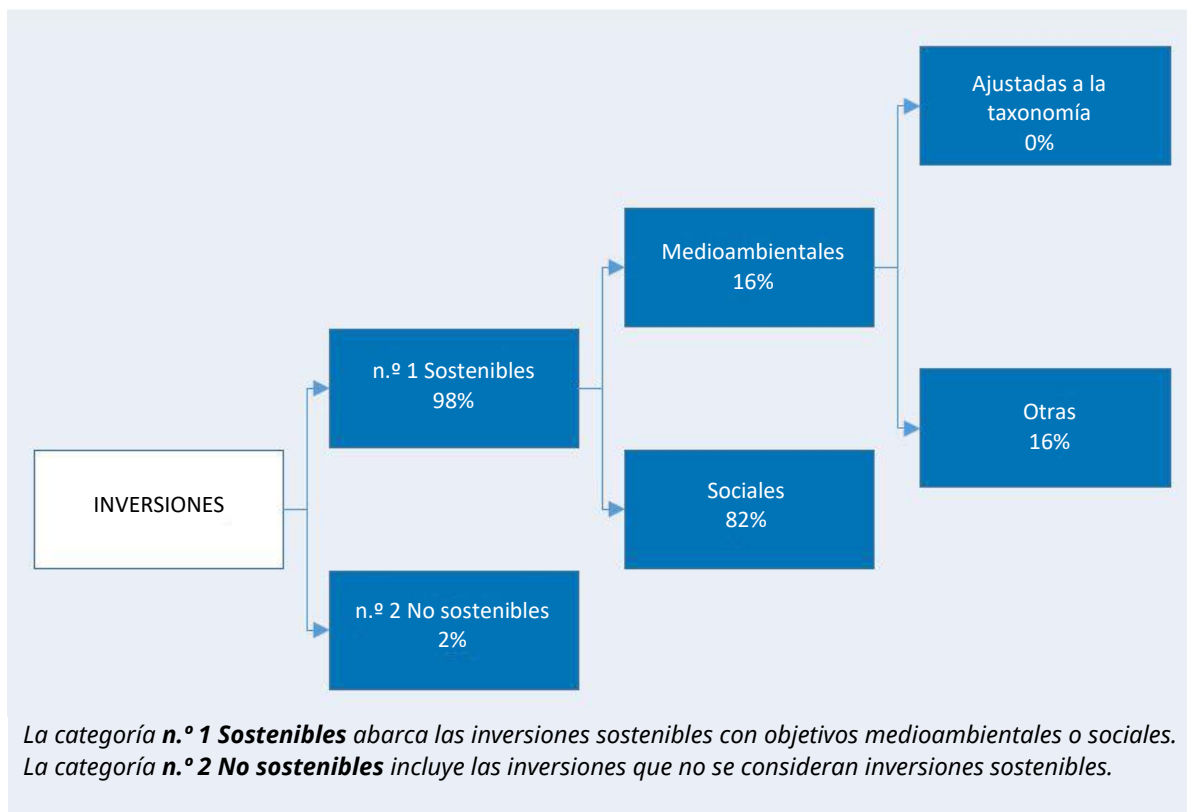 Ajustadas a la
taxonomía
0%
Medioambientales
16%
n.º 1 Sostenibles
98%
Otras
16%
INVERSIONES
Sociales
82%
n.º 2 No sostenibles
2%
La categoría n.º 1 Sostenibles abarca las inversiones sostenibles con objetivos medioambientales o sociales.
La categoría n.º 2 No sostenibles incluye las inversiones que no se consideran inversiones sostenibles.